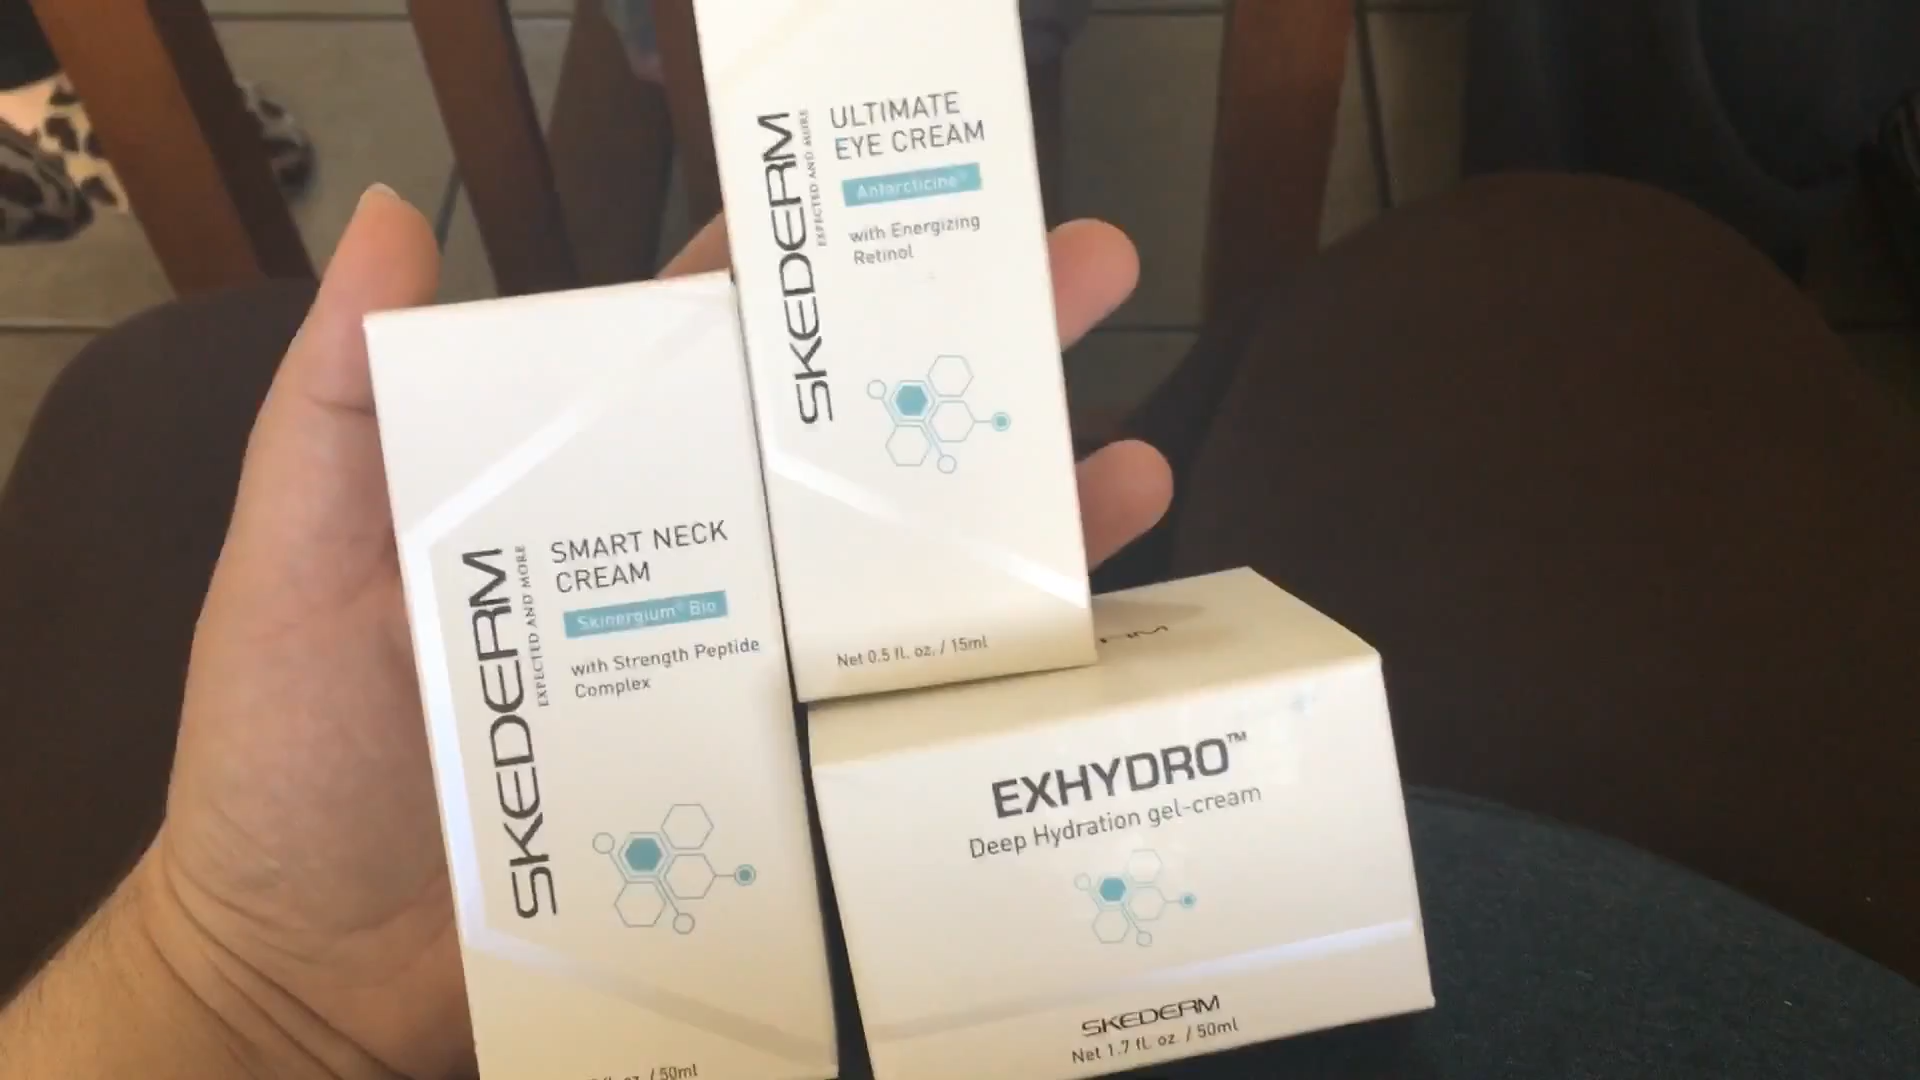 SKEDERM
EXPECTED AND MORE
ULTIMATE
EYE CREAM
Antarcticine®
with Energizing
Retinol
Net 0.5 fl. oz. / 15ml
SKEDERM
EXPECTED AND MORE
SMART NECK
CREAM
Skinergium® Bio
with Strength Peptide
Complex
fl. oz. / 50ml
EXHYDRO™
Deep Hydration gel-cream
SKEDERM
Net 1.7 fl. oz. / 50ml